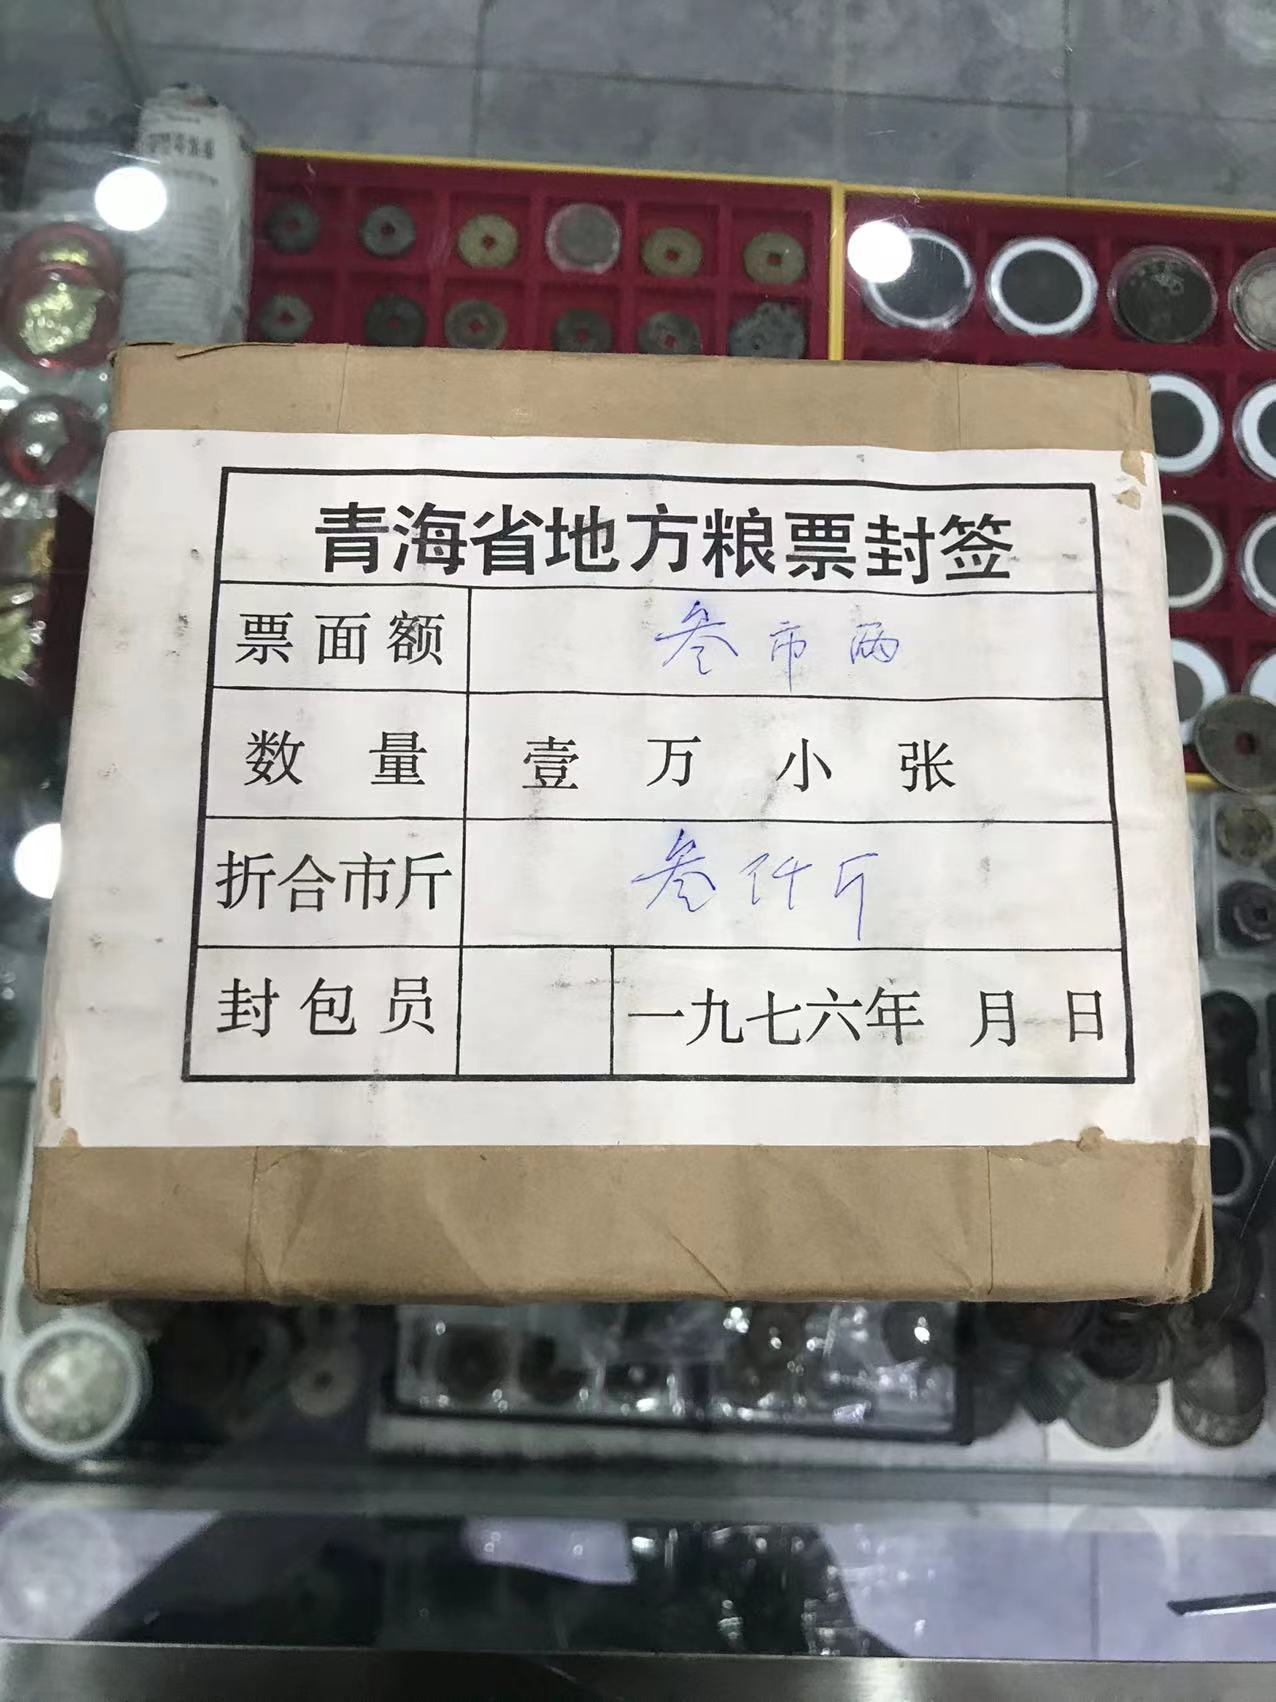 青海省地方粮票封签
票面额 叁市两
数量 壹万小张
折合市斤 叁仟斤
封包员 一九七六年 月 日